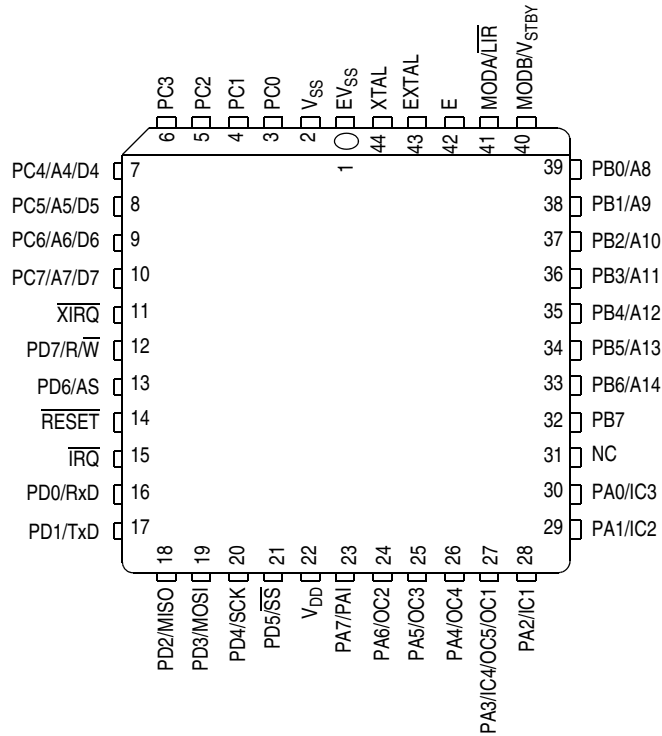 PC3
PC2
PC1
PC0
VSS
EVSS
XTAL
EXTAL
E
MODA/LIR
MODB/VSTBY
6
5
4
3
2
1
44
43
42
41
40
PC4/A4/D4 7
PC5/A5/D5 8
PC6/A6/D6 9
PC7/A7/D7 10
XIRQ 11
PD7/R/W 12
PD6/AS 13
RESET 14
IRQ 15
PD0/RxD 16
PD1/TxD 17
39 PB0/A8
38 PB1/A9
37 PB2/A10
36 PB3/A11
35 PB4/A12
34 PB5/A13
33 PB6/A14
32 PB7
31 NC
30 PA0/IC3
29 PA1/IC2
18
19
20
21
22
23
24
25
26
27
28
PD2/MISO
PD3/MOSI
PD4/SCK
PD5/SS
VDD
PA7/PAI
PA6/OC2
PA5/OC3
PA4/OC4
PA3/IC4/OC5/OC1
PA2/IC1